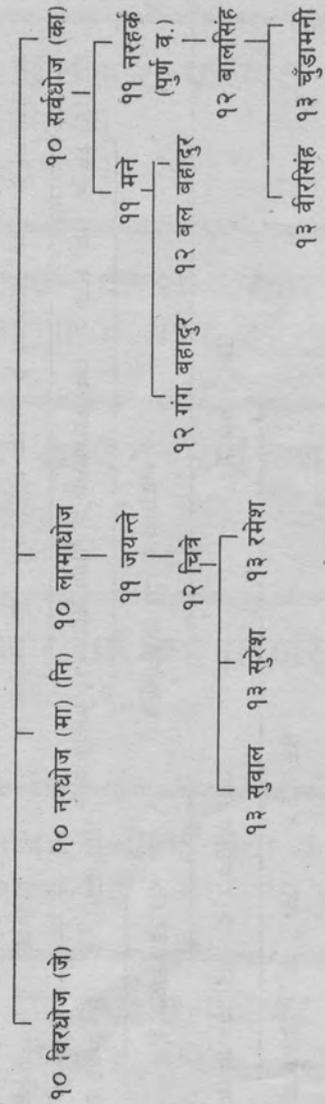 १० विरधोज (जे) १० नरधोज (मा) (नि) १० लामाधोज १० सर्वधोज (का)
११ जयन्ते ११ मने ११ नरहर्क
(पुर्ण व.)
१२ चित्रे १२ गंग बहादुर १२ बल बहादुर १२ बालसिंह
१३ सुवाल १३ सुरेश १३ रमेश १३ वीरसिंह १३ चुँडामनी